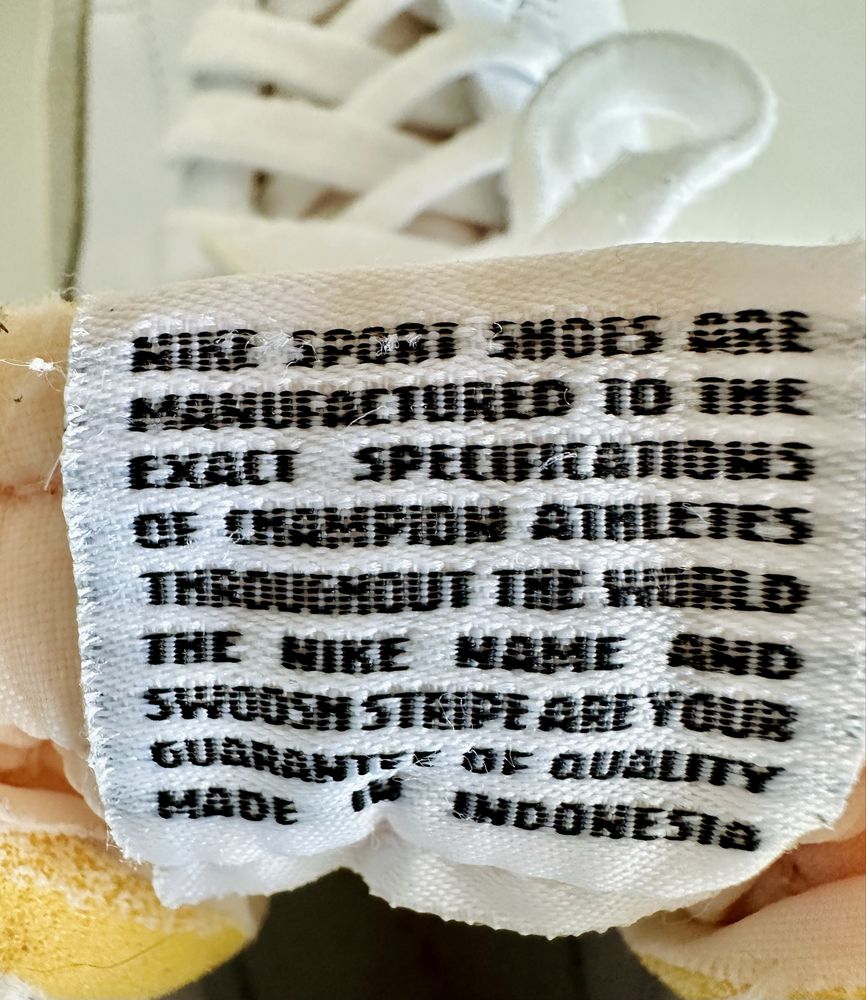 NIKE SPORT SHOES ARE
MANUFACTURED TO THE
EXACT SPECIFICATIONS
OF CHAMPION ATHLETES
THROUGHOUT THE WORLD
THE NIKE NAME AND
SWOOSH STRIPE ARE YOUR
GUARANTEE OF QUALITY
MADE IN INDONESIA